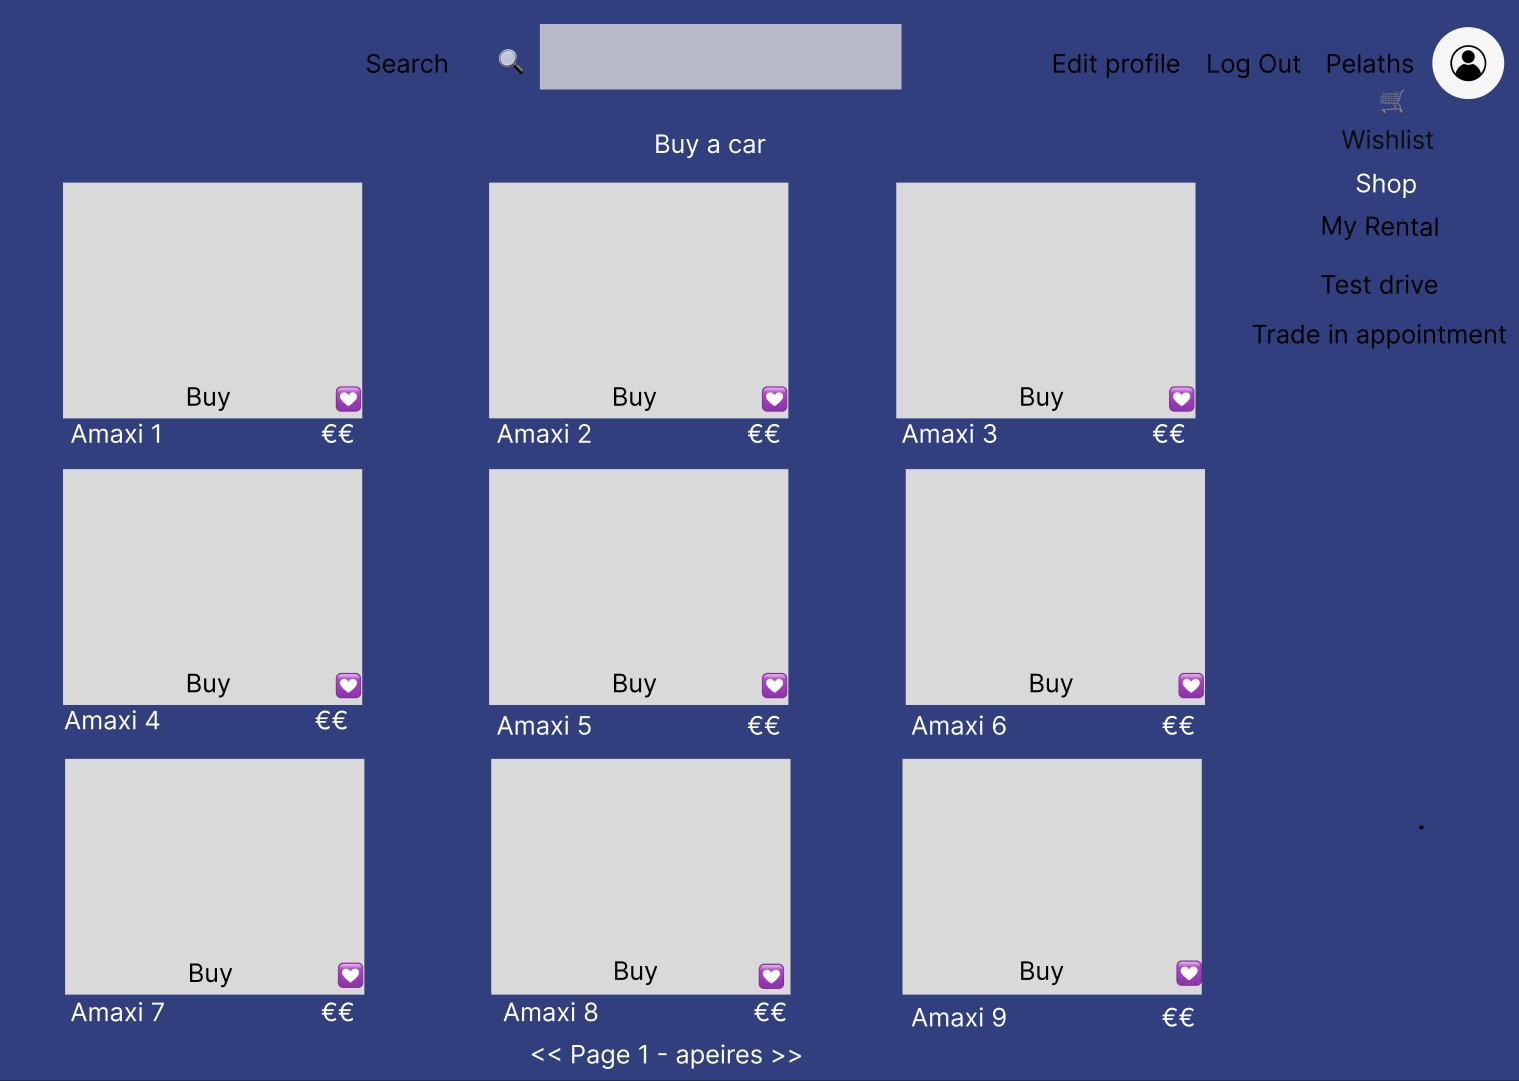 Search
Edit profile Log Out Pelaths
Wishlist
Buy a car
Shop
My Rental
Test drive
Trade in appointment
Buy
Buy
Buy
Amaxi 1 €€
Amaxi 2 €€
Amaxi 3 €€
Buy
Buy
Buy
Amaxi 4 €€
Amaxi 5 €€
Amaxi 6 €€
Buy
Buy
Buy
Amaxi 7 €€
Amaxi 8 €€
Amaxi 9 €€
<< Page 1 - apeires >>